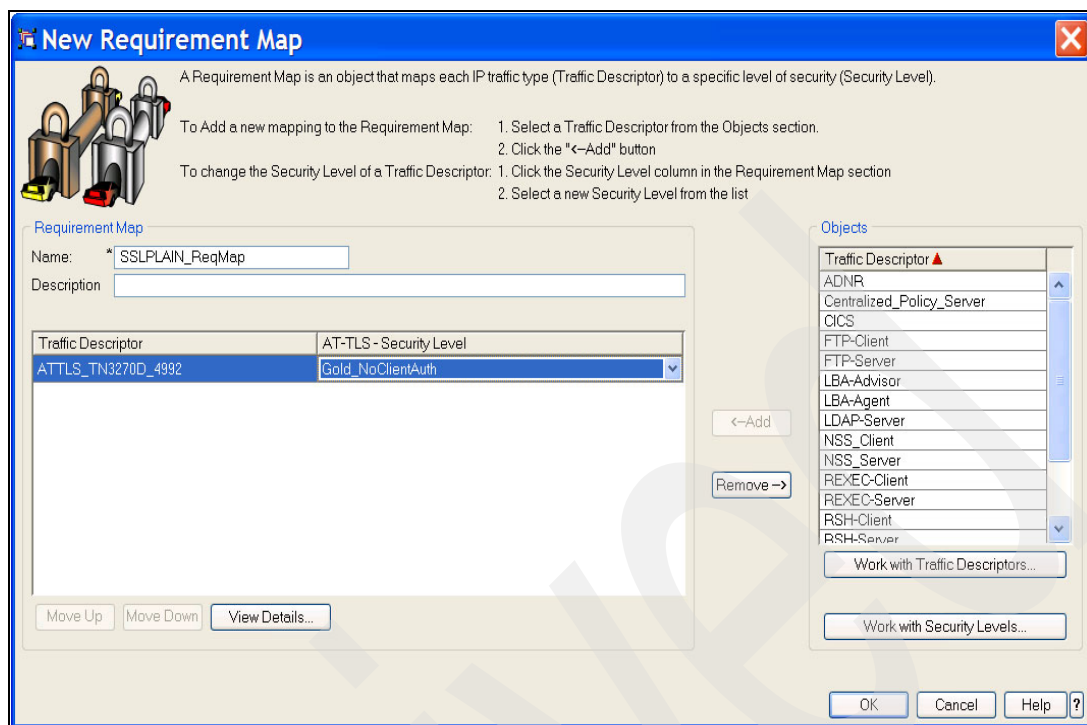 New Requirement Map
A Requirement Map is an object that maps each IP traffic type (Traffic Descriptor) to a specific level of security (Security Level).
To Add a new mapping to the Requirement Map: 1. Select a Traffic Descriptor from the Objects section.
2. Click the "<--Add" button
To change the Security Level of a Traffic Descriptor: 1. Click the Security Level column in the Requirement Map section
2. Select a new Security Level from the list
Requirement Map
Name: * SSLPLAIN_ReqMap
Description
Traffic Descriptor AT-TLS - Security Level
ATTLS_TN3270D_4992 Gold_NoClientAuth
Move Up Move Down View Details...
<--Add
Remove -->
Objects
Traffic Descriptor
ADNR
Centralized_Policy_Server
CICS
FTP-Client
FTP-Server
LBA-Advisor
LBA-Agent
LDAP-Server
NSS_Client
NSS_Server
REXEC-Client
REXEC-Server
RSH-Client
RSH-Server
Work with Traffic Descriptors...
Work with Security Levels...
OK Cancel Help ?